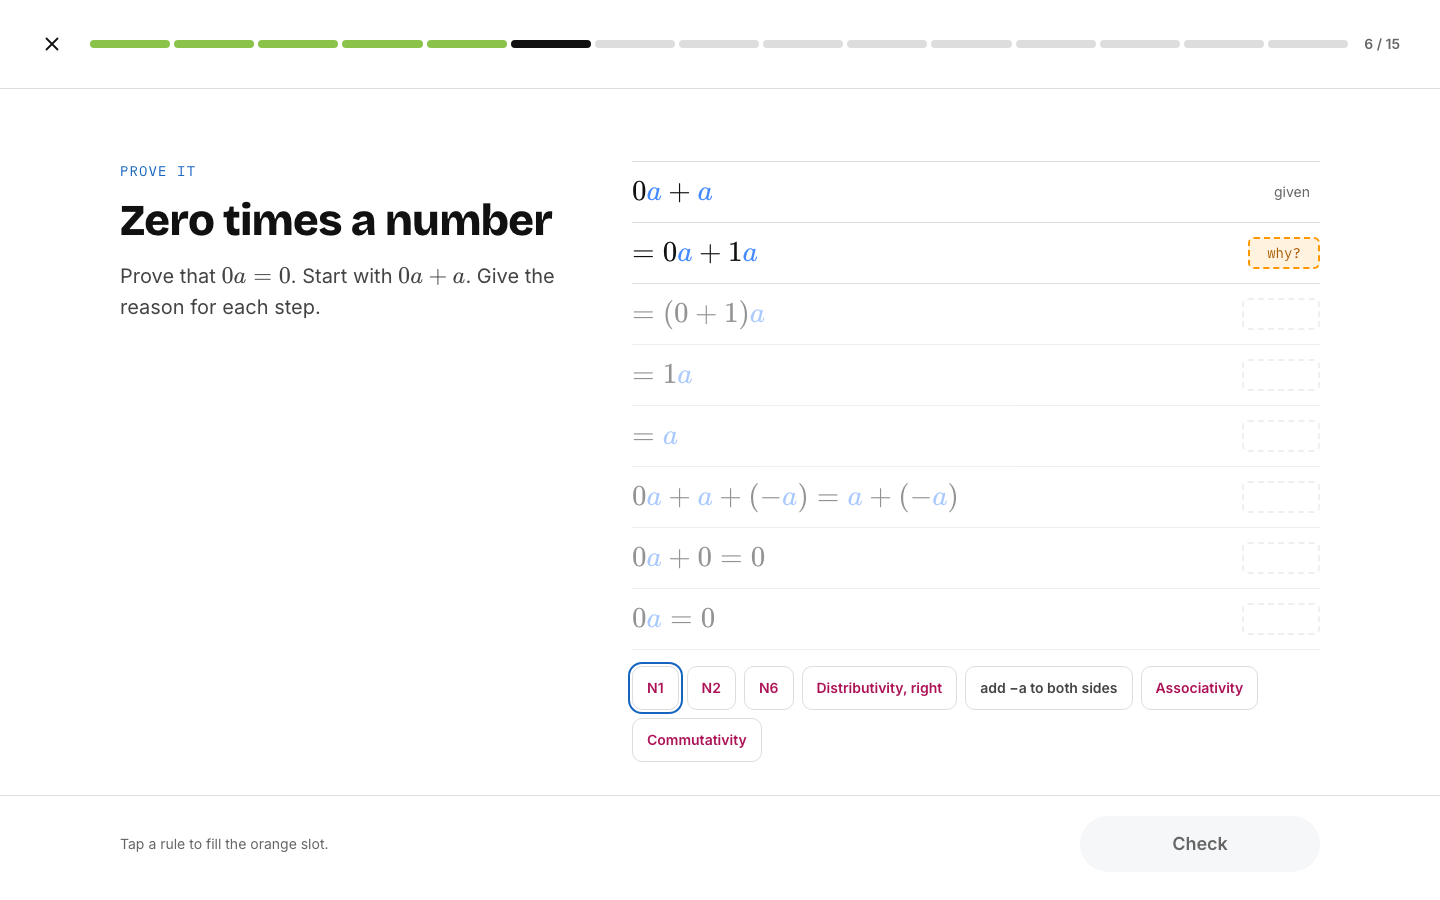 6 / 15
PROVE IT
Zero times a number
Prove that 0a = 0. Start with 0a + a. Give the
reason for each step.
0a + a given
= 0a + 1a why?
= (0 + 1)a
= 1a
= a
0a + a + (−a) = a + (−a)
0a + 0 = 0
0a = 0
N1 N2 N6 Distributivity, right add −a to both sides Associativity
Commutativity
Tap a rule to fill the orange slot. Check